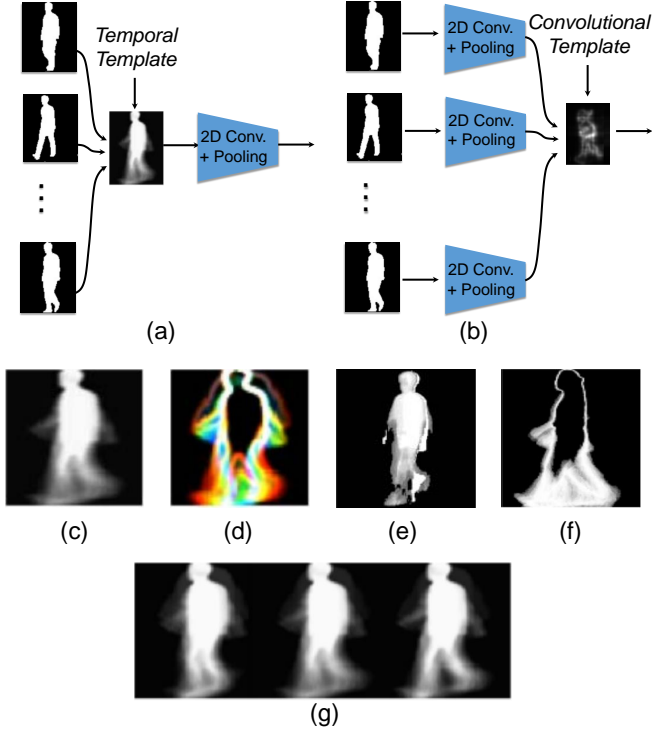 Temporal
Template
2D Conv.
+ Pooling
(a)
2D Conv.
+ Pooling
2D Conv.
+ Pooling
2D Conv.
+ Pooling
Convolutional
Template
(b)
(c)
(d)
(e)
(f)
(g)